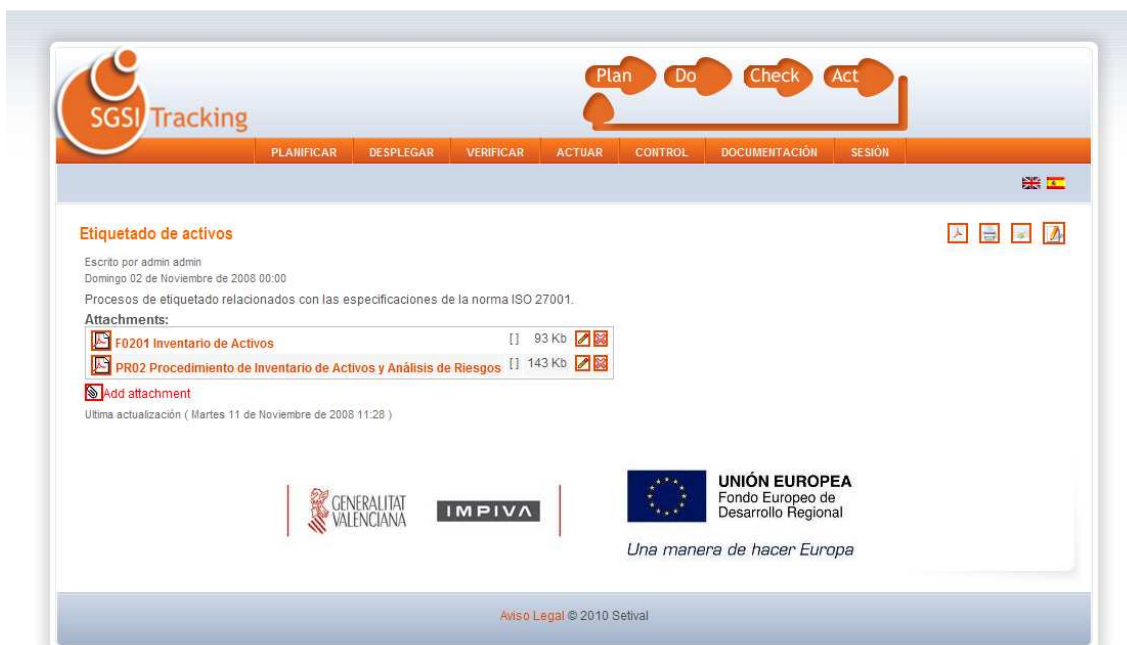 SGSI Tracking
Plan Do Check Act
PLANIFICAR DESPLEGAR VERIFICAR ACTUAR CONTROL DOCUMENTACIÓN SESIÓN
Etiquetado de activos
Escrito por admin admin
Domingo 02 de Noviembre de 2008 00:00
Procesos de etiquetado relacionados con las especificaciones de la norma ISO 27001.
Attachments:
F0201 Inventario de Activos [ ] 93 Kb
PR02 Procedimiento de Inventario de Activos y Análisis de Riesgos [ ] 143 Kb
Add attachment
Ultima actualización ( Martes 11 de Noviembre de 2008 11:28 )
GENERALITAT
VALENCIANA
IMPIVA
UNIÓN EUROPEA
Fondo Europeo de
Desarrollo Regional
Una manera de hacer Europa
Aviso Legal © 2010 Setival